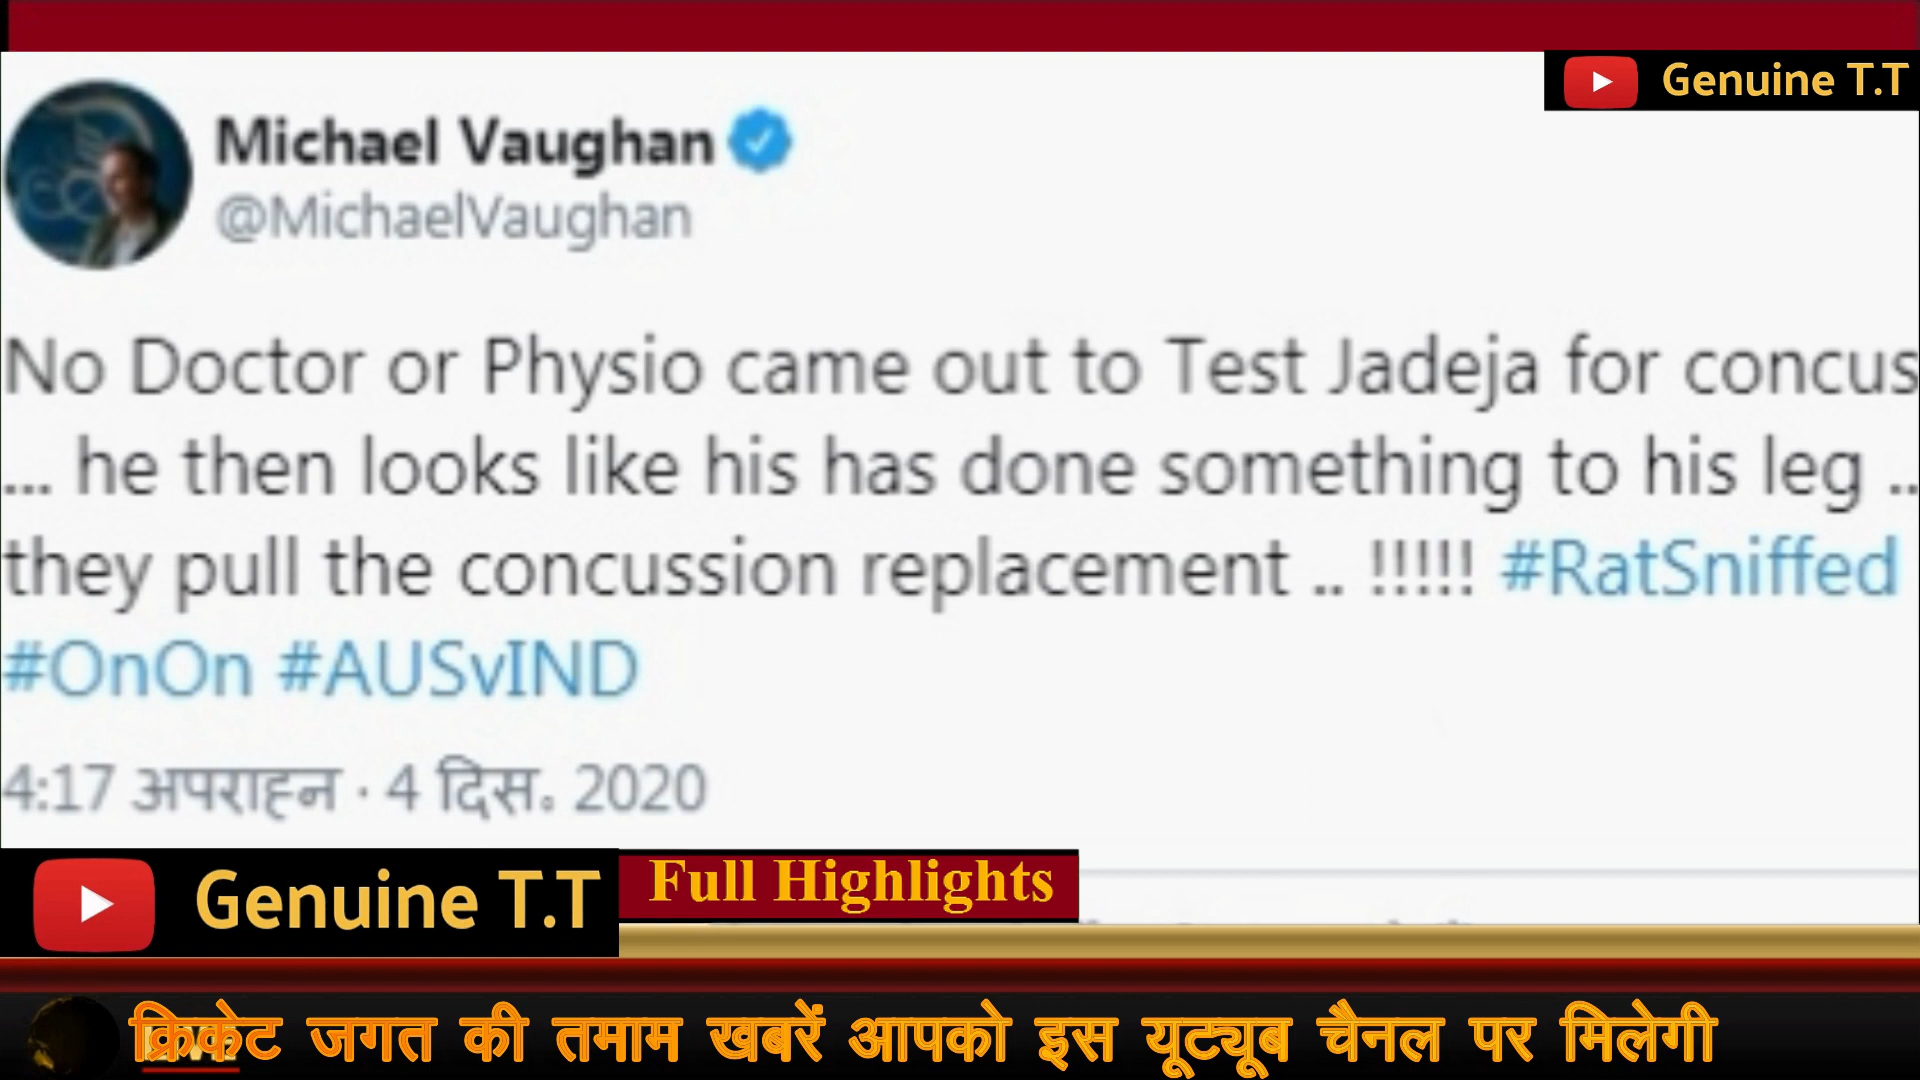 Genuine T.T
Michael Vaughan
@MichaelVaughan
No Doctor or Physio came out to Test Jadeja for concus
... he then looks like his has done something to his leg ..
they pull the concussion replacement .. !!!!! #RatSniffed
#OnOn #AUSvIND
4:17 अपराह्न · 4 दिस. 2020
Genuine T.T
Full Highlights
क्रिकेट जगत की तमाम खबरें आपको इस यूट्यूब चैनल पर मिलेगी